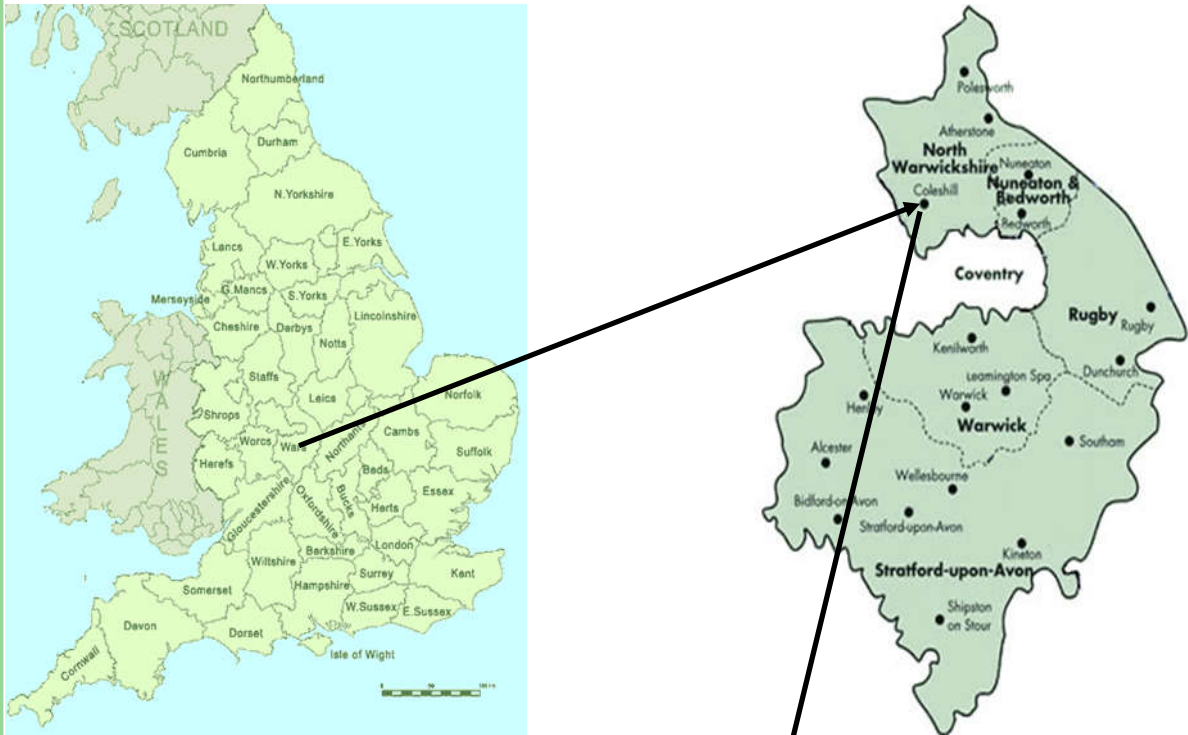 SCOTLAND
Northumberland
Durham
Cumbria
N.Yorkshire
Lancs
E.Yorks
W.Yorks
G.Mancs
S.Yorks
Merseyside
Lincolnshire
Cheshire
Darbys
Notts
WALES
Staffs
Norfolk
Leics
Shrops
Northants
Cambs
Worcs
Wars
Suffolk
Herefs
Beds
Essex
Gloucestershire
Oxfordshire
Bucks
Herts
London
Wiltshire
Berkshire
Surrey
Kent
Somerset
Hampshire
W.Sussex
E.Sussex
Devon
Dorset
Isle of Wight
Cornwall
Polesworth
Atherstone
North
Warwickshire
Nuneaton
Nuneaton &
Bedworth
Coleshill
Bedworth
Coventry
Rugby
Rugby
Kenilworth
Dunchurch
Leamington Spa
Henley
Warwick
Warwick
Southam
Alcester
Wellesbourne
Bidford-on-Avon
Stratford-upon-Avon
Kineton
Stratford-upon-Avon
Shipston
on Stour